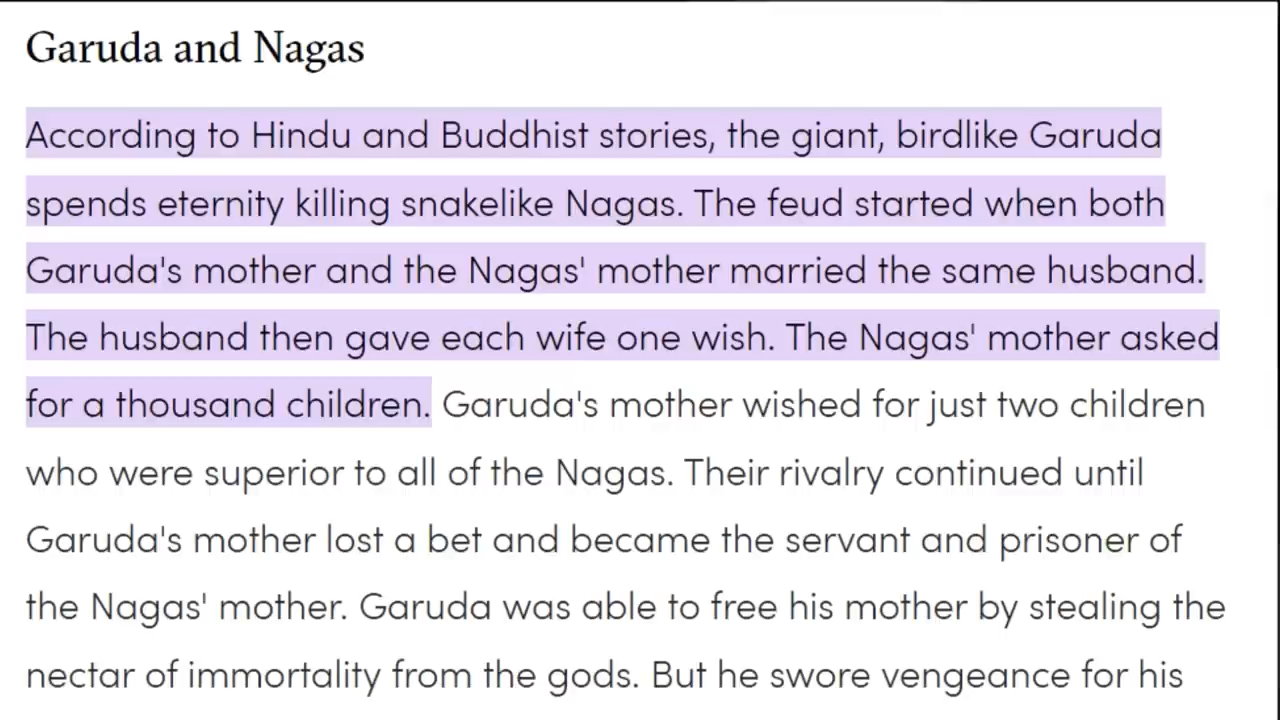 Garuda and Nagas
According to Hindu and Buddhist stories, the giant, birdlike Garuda
spends eternity killing snakelike Nagas. The feud started when both
Garuda's mother and the Nagas' mother married the same husband.
The husband then gave each wife one wish. The Nagas' mother asked
for a thousand children. Garuda's mother wished for just two children
who were superior to all of the Nagas. Their rivalry continued until
Garuda's mother lost a bet and became the servant and prisoner of
the Nagas' mother. Garuda was able to free his mother by stealing the
nectar of immortality from the gods. But he swore vengeance for his